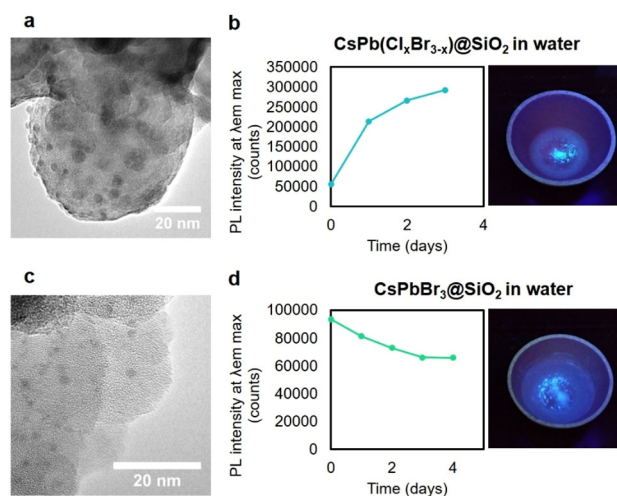 a
20 nm
b
CsPb(ClₓBr₃₋ₓ)@SiO₂ in water
PL intensity at λem max
(counts)
350000
300000
250000
200000
150000
100000
50000
0
0
2
4
Time (days)
c
20 nm
d
CsPbBr₃@SiO₂ in water
PL intensity at λem max
(counts)
100000
80000
60000
40000
20000
0
0
2
4
Time (days)